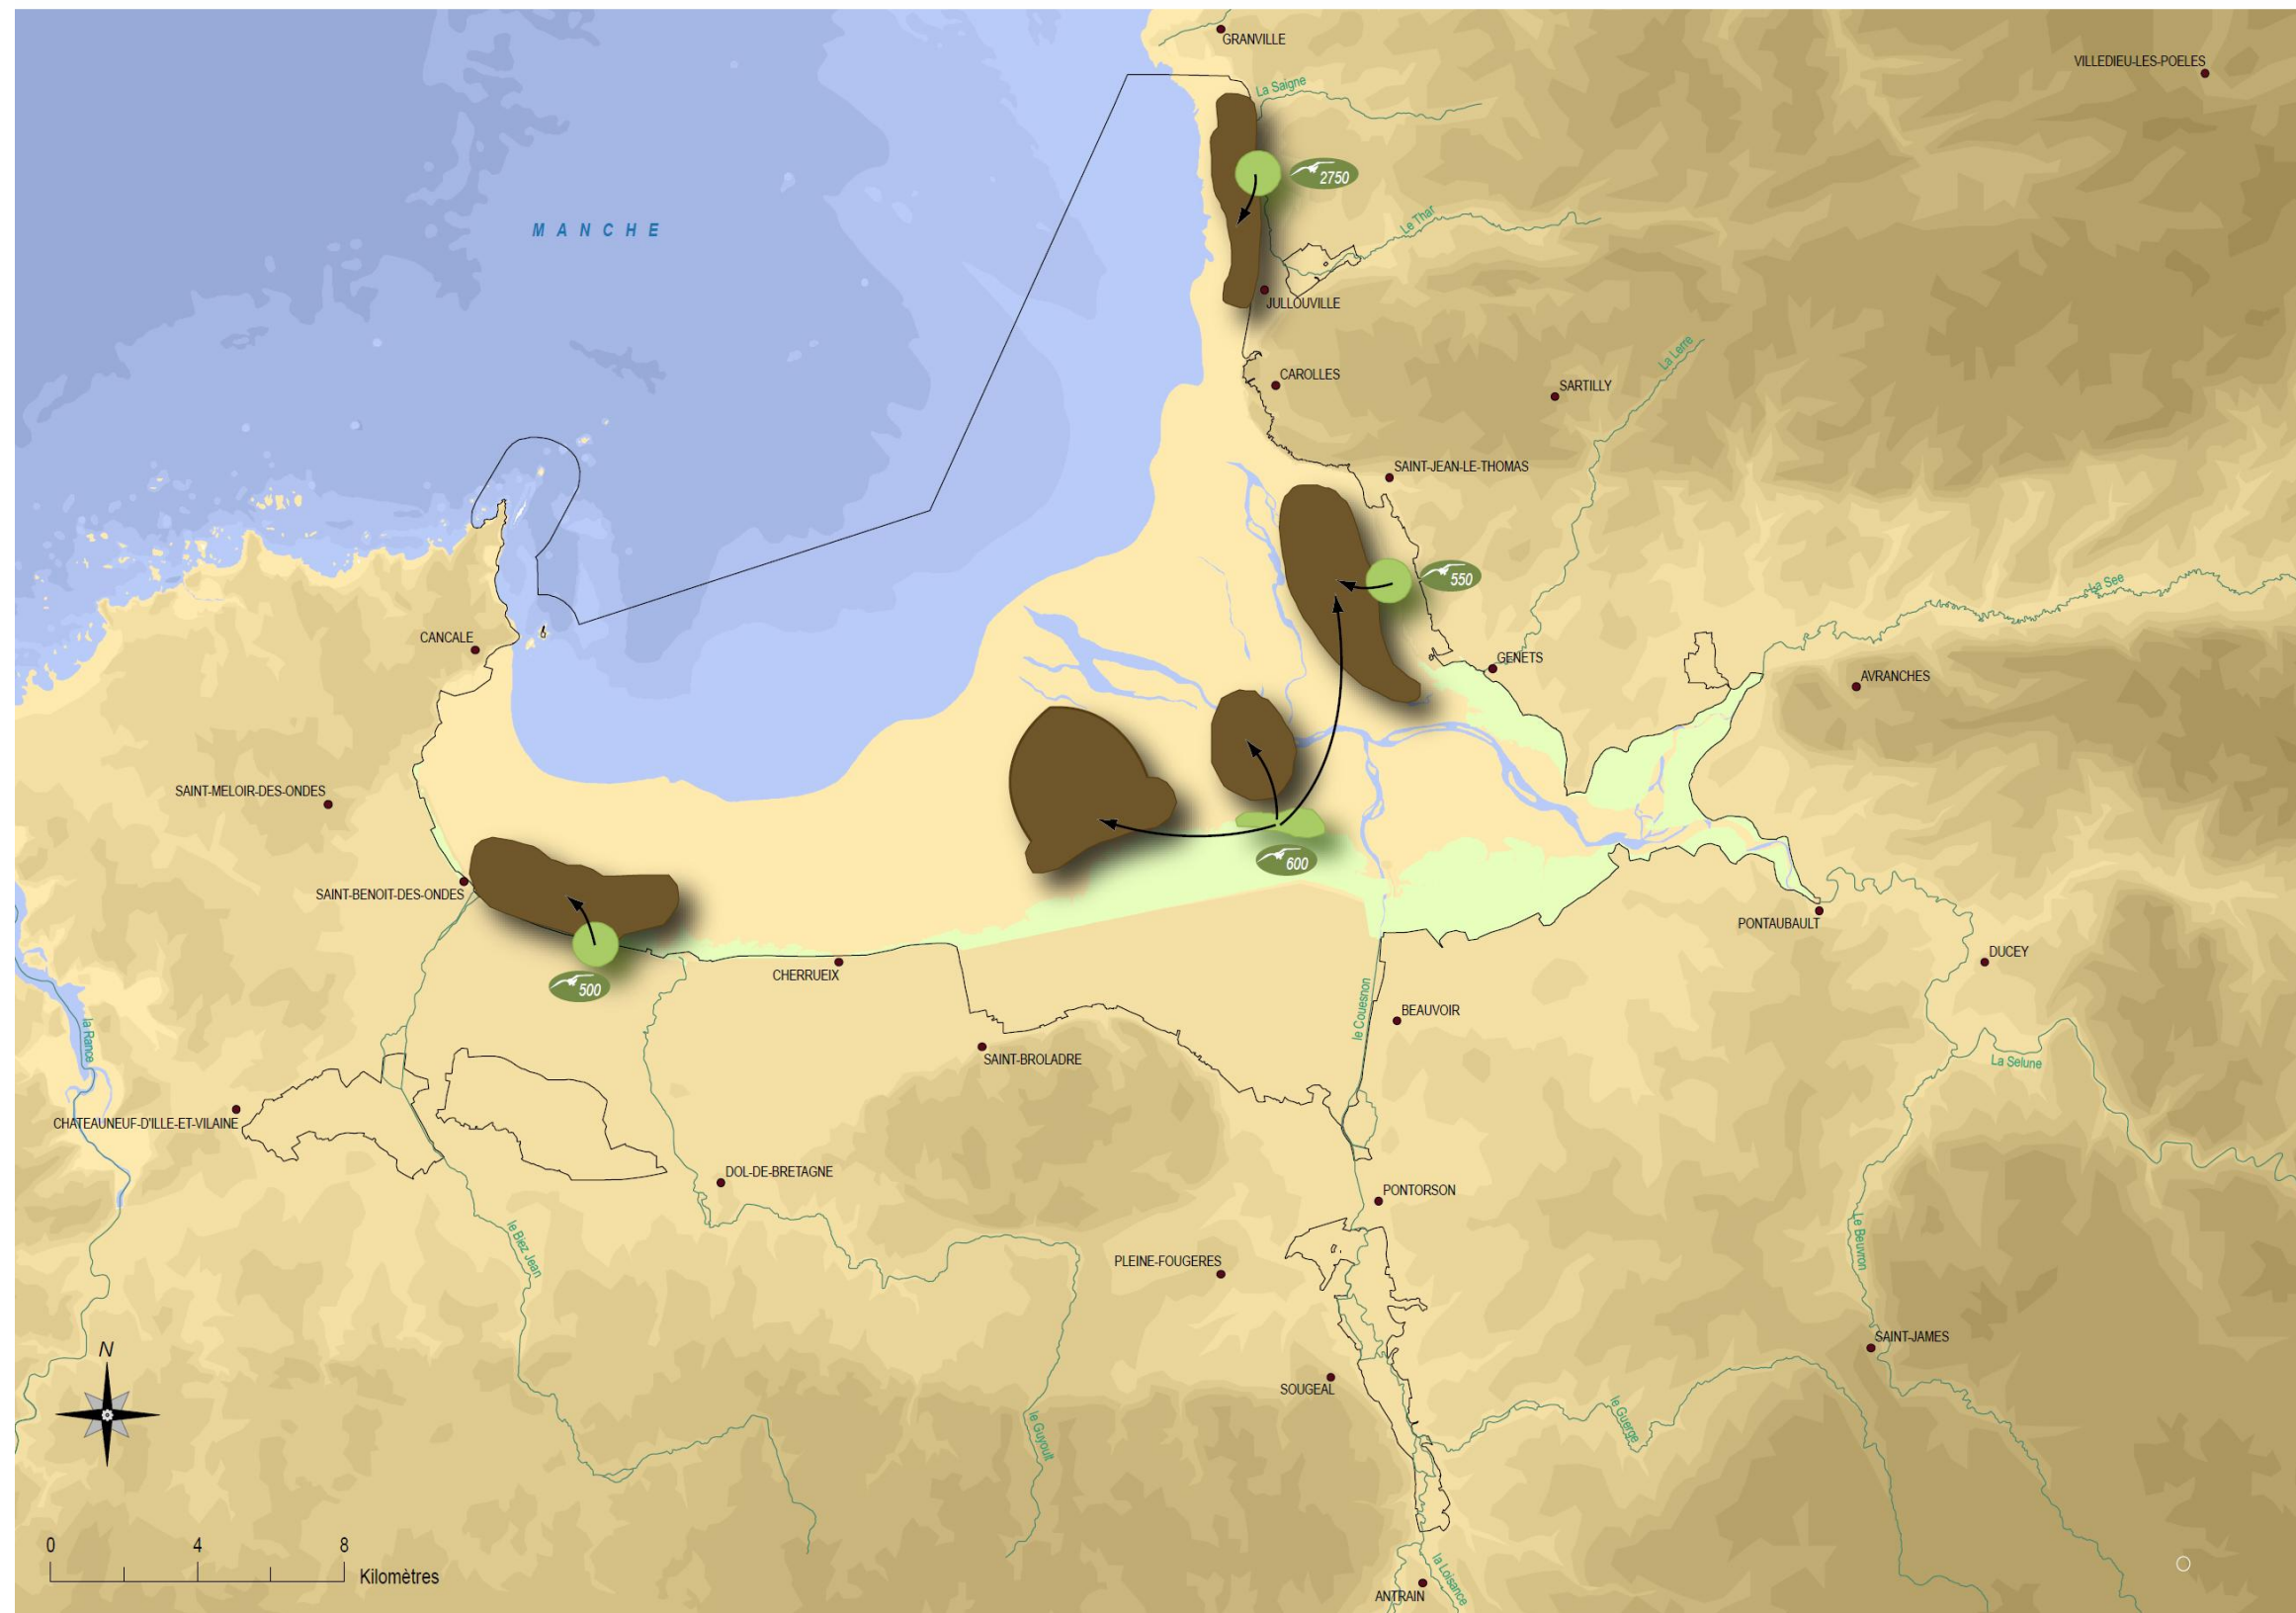 GRANVILLE
VILLEDIEU-LES-POELES
La Saigne
2750
MANCHE
Le Thar
JULLOUVILLE
La Lerre
CAROLLES
SARTILLY
SAINT-JEAN-LE-THOMAS
550
La See
CANCALE
GENETS
AVRANCHES
SAINT-MELOIR-DES-ONDES
600
SAINT-BENOIT-DES-ONDES
PONTAUBAULT
DUCEY
CHERRUEIX
500
le Couesnon
BEAUVOIR
la Rance
SAINT-BROLADRE
La Selune
CHATEAUNEUF-D'ILLE-ET-VILAINE
DOL-DE-BRETAGNE
PONTORSON
le Biez Jean
Le Beuvron
PLEINE-FOUGERES
SAINT-JAMES
N
SOUGEAL
le Guyoult
le Guerge
0 4 8
Kilomètres
la Loisance
ANTRAIN